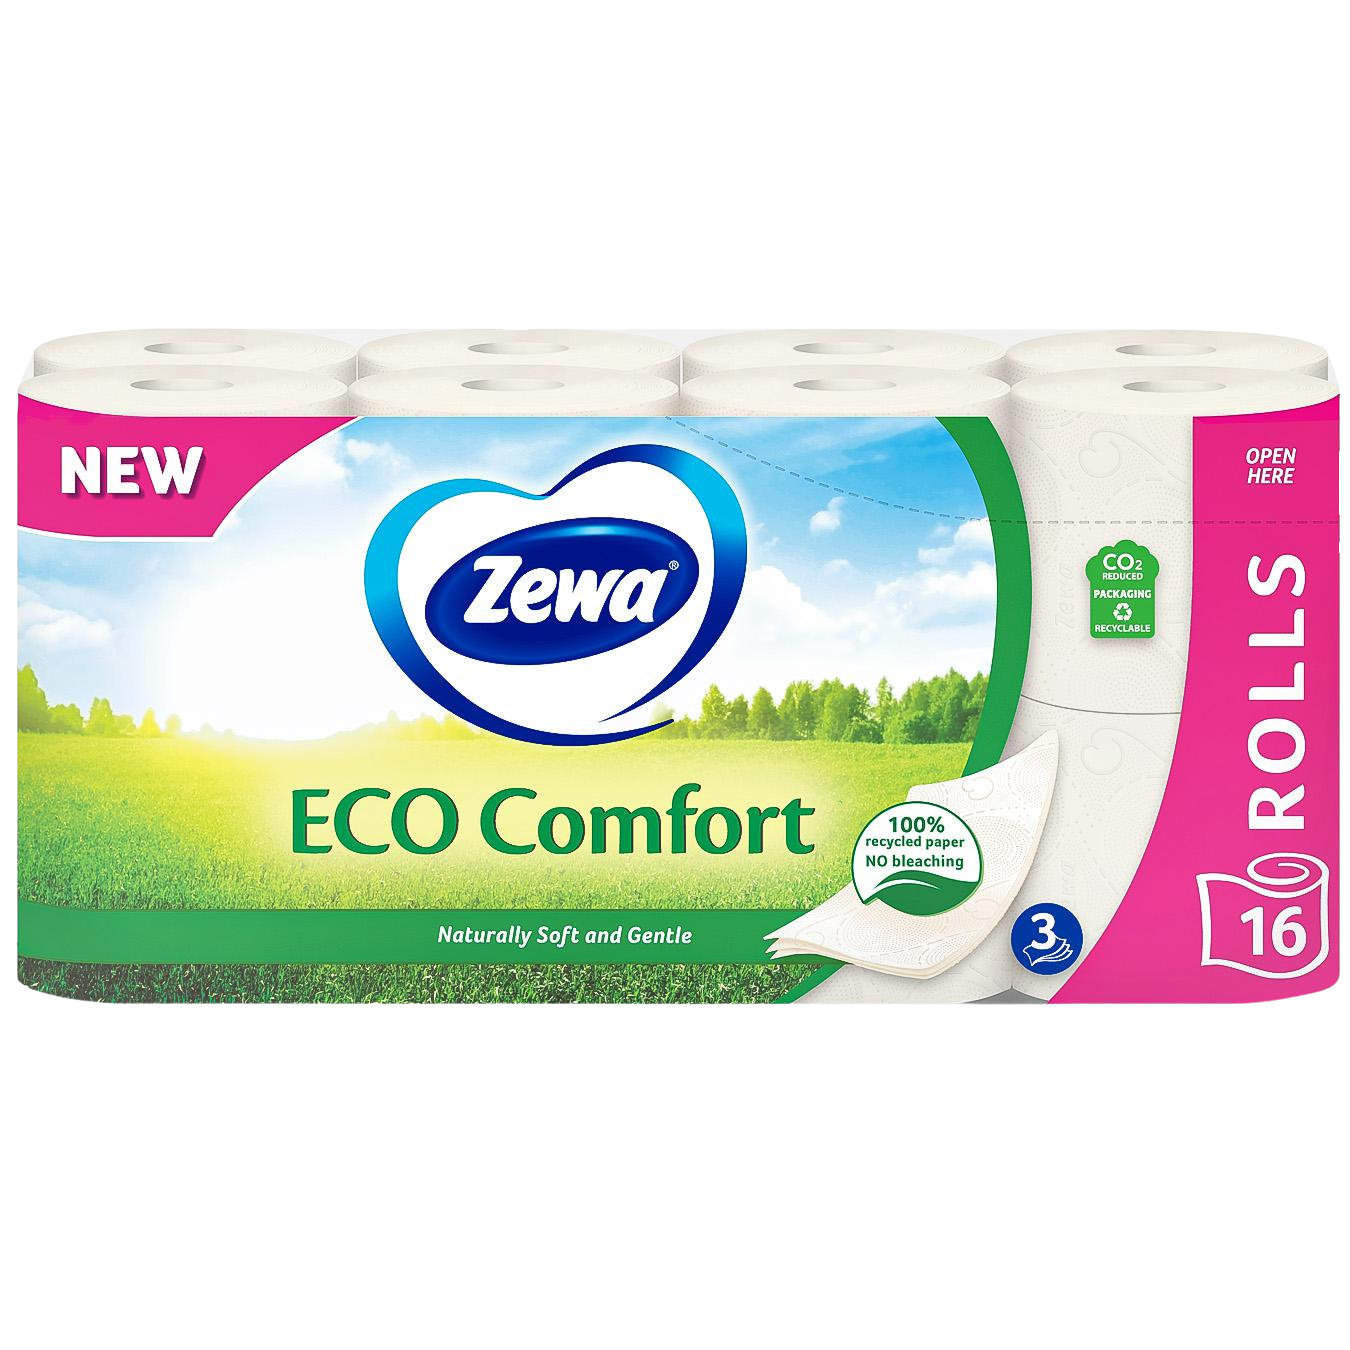 NEW
OPEN
HERE
Zewa®
CO2
REDUCED
PACKAGING
RECYCLABLE
ROLLS
ECO Comfort
100%
recycled paper
NO bleaching
Naturally Soft and Gentle
3
16
Zewa